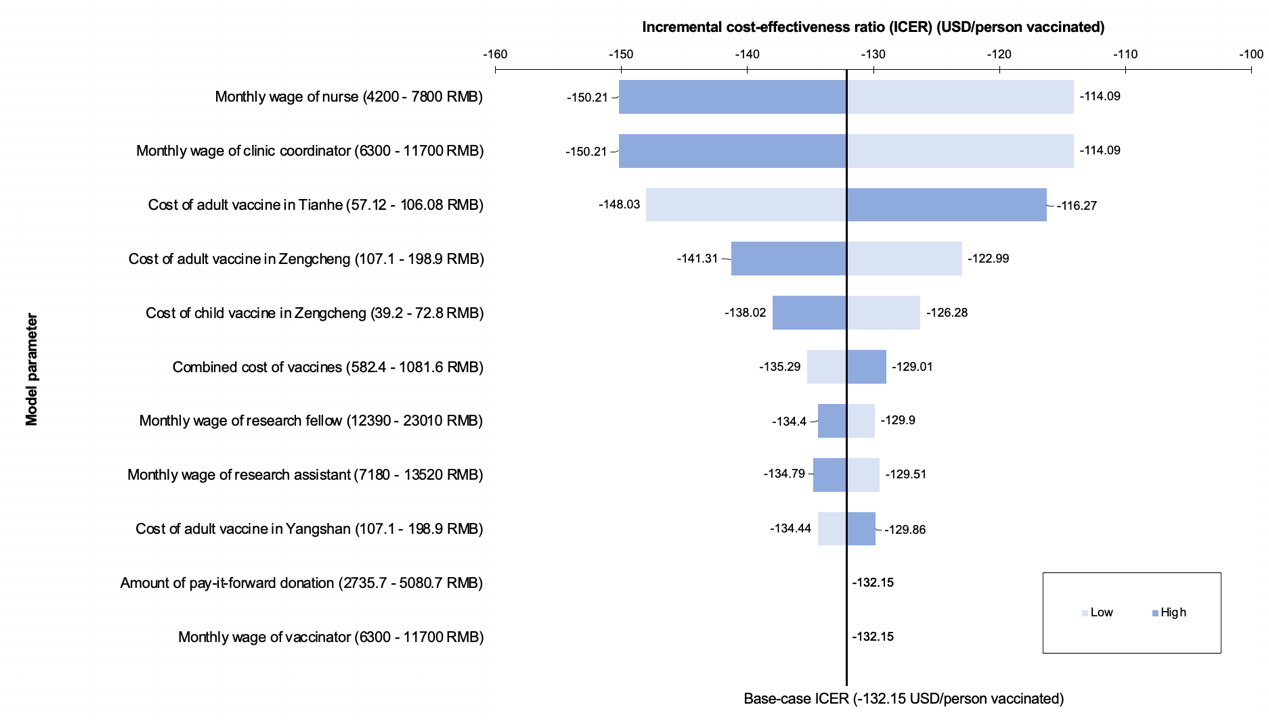 Incremental cost-effectiveness ratio (ICER) (USD/person vaccinated)
-160 -150 -140 -130 -120 -110 -100
Model parameter
Monthly wage of nurse (4200 - 7800 RMB) -150.21 -114.09
Monthly wage of clinic coordinator (6300 - 11700 RMB) -150.21 -114.09
Cost of adult vaccine in Tianhe (57.12 - 106.08 RMB) -148.03 -116.27
Cost of adult vaccine in Zengcheng (107.1 - 198.9 RMB) -141.31 -122.99
Cost of child vaccine in Zengcheng (39.2 - 72.8 RMB) -138.02 -126.28
Combined cost of vaccines (582.4 - 1081.6 RMB) -135.29 -129.01
Monthly wage of research fellow (12390 - 23010 RMB) -134.4 -129.9
Monthly wage of research assistant (7180 - 13520 RMB) -134.79 -129.51
Cost of adult vaccine in Yangshan (107.1 - 198.9 RMB) -134.44 -129.86
Amount of pay-it-forward donation (2735.7 - 5080.7 RMB) -132.15
Monthly wage of vaccinator (6300 - 11700 RMB) -132.15
Low High
Base-case ICER (-132.15 USD/person vaccinated)